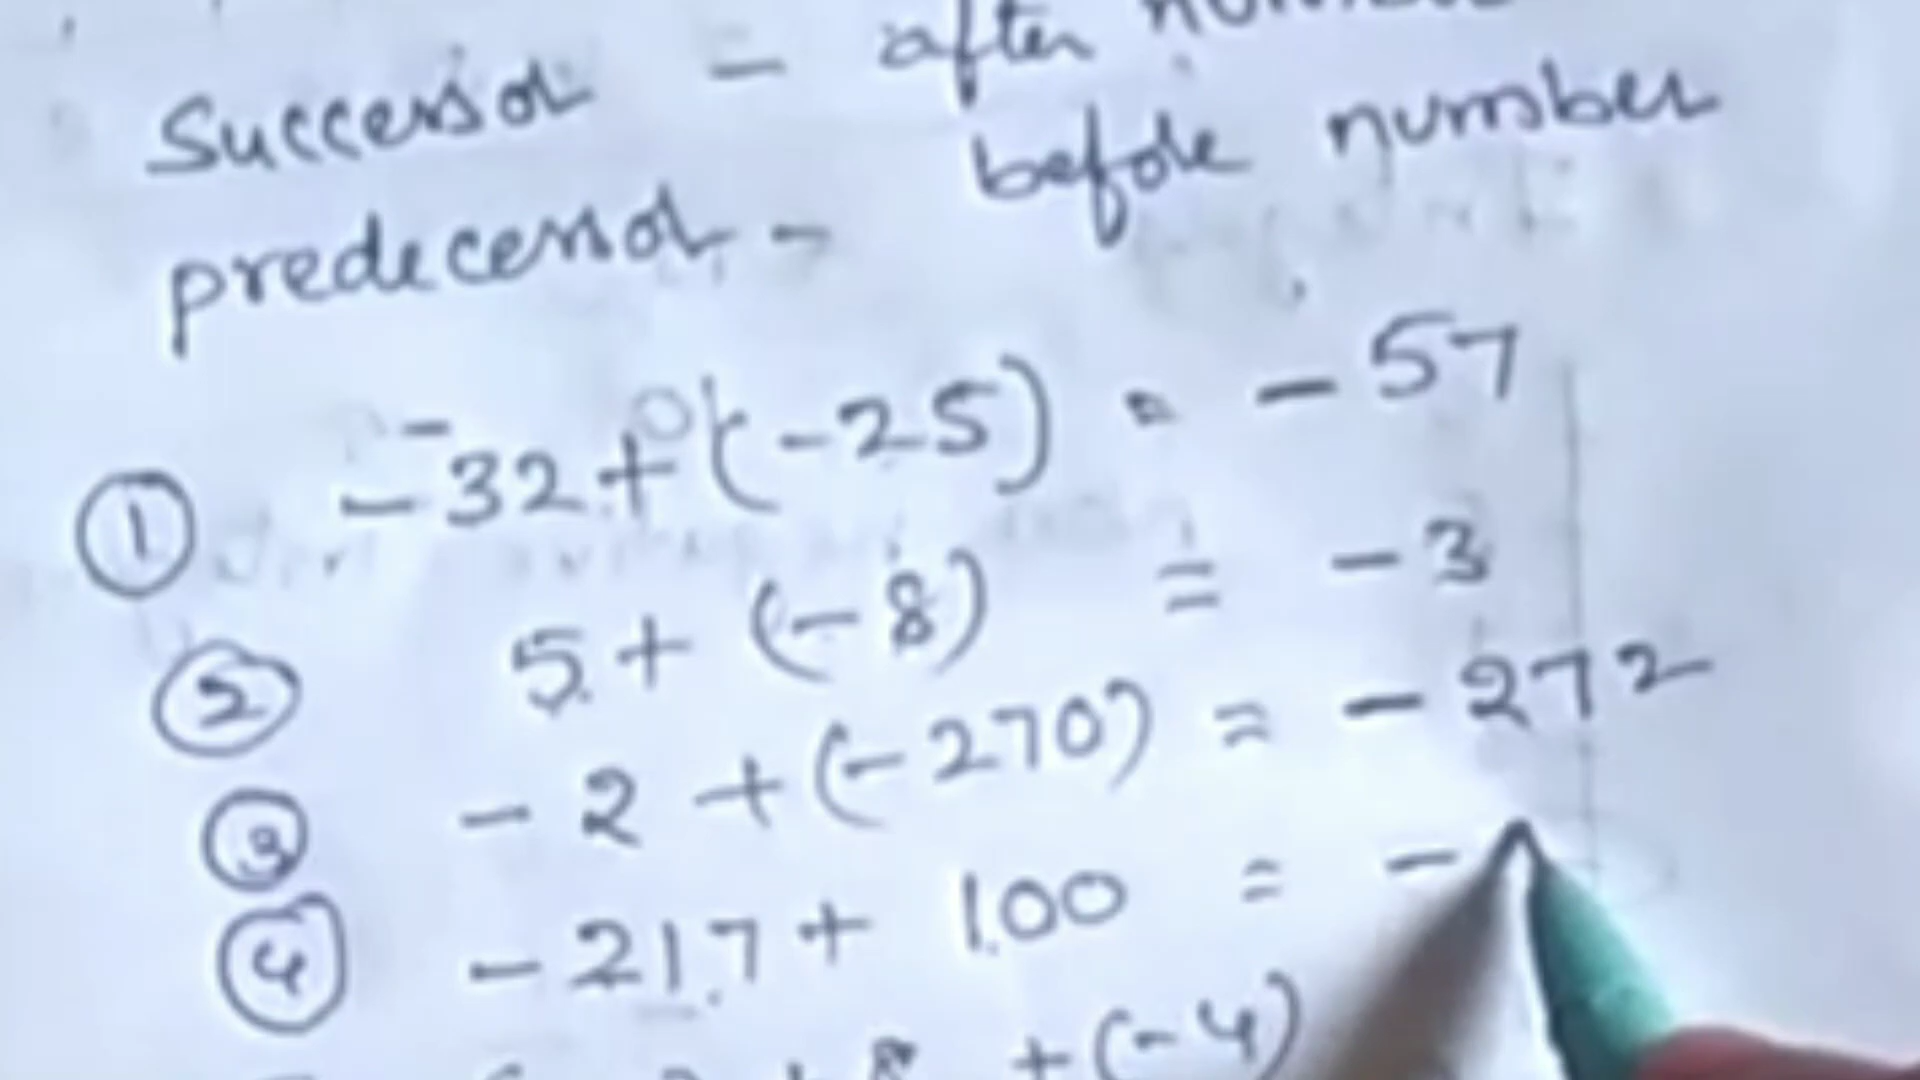 Successor - after
predecessor - before number
① -32+(-25) = -57
② 5+ (-8) = -3
③ -2 +(-270) = -272
④ -217+ 100 = -
+(-4)